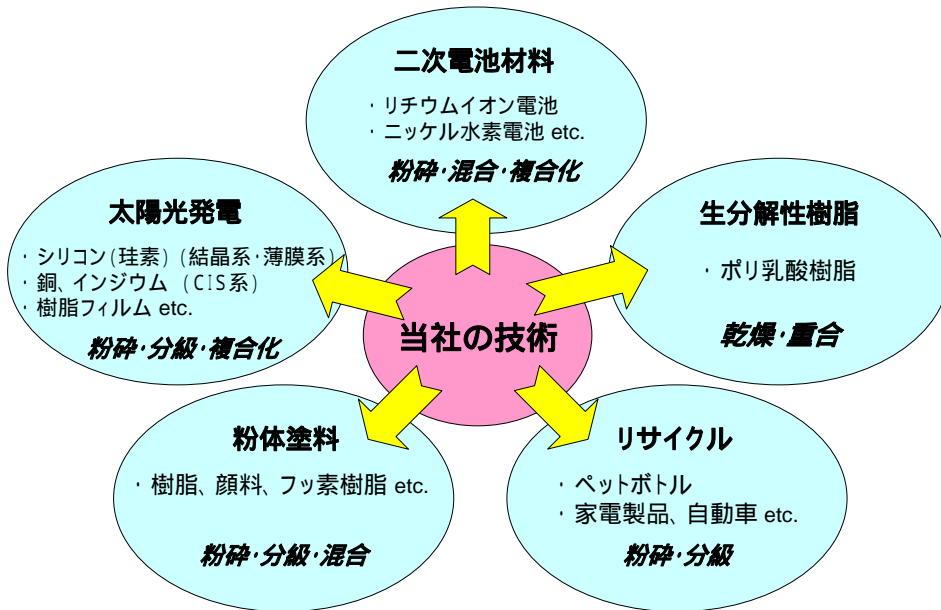 二次電池材料
・リチウムイオン電池
・ニッケル水素電池 etc.
粉砕・混合・複合化
太陽光発電
・シリコン(珪素) (結晶系・薄膜系)
・銅、インジウム (CIS系)
・樹脂フィルム etc.
粉砕・分級・複合化
生分解性樹脂
・ポリ乳酸樹脂
乾燥・重合
当社の技術
粉体塗料
・樹脂、顔料、フッ素樹脂 etc.
粉砕・分級・混合
リサイクル
・ペットボトル
・家電製品、自動車 etc.
粉砕・分級